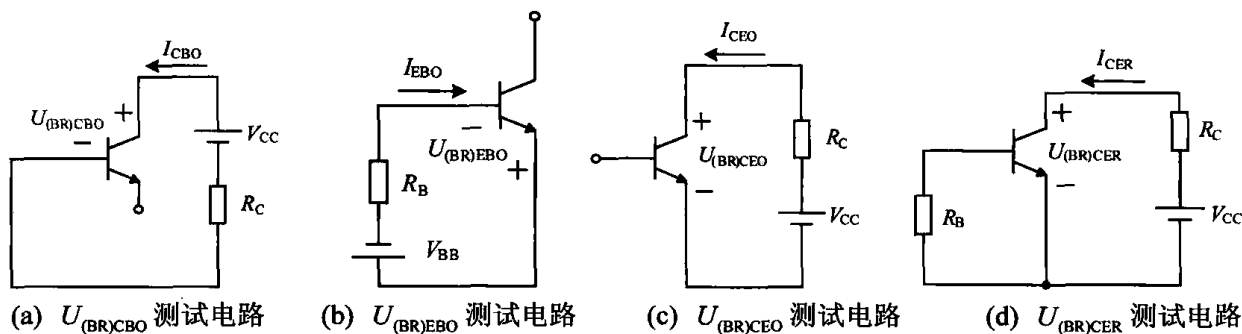 I_CBO
U_(BR)CBO
+
−
V_CC
R_C
(a) U_(BR)CBO 测试电路
I_EBO
−
U_(BR)EBO
+
R_B
V_BB
(b) U_(BR)EBO 测试电路
I_CEO
+
U_(BR)CEO
−
R_C
V_CC
(c) U_(BR)CEO 测试电路
I_CER
+
U_(BR)CER
−
R_C
R_B
V_CC
(d) U_(BR)CER 测试电路